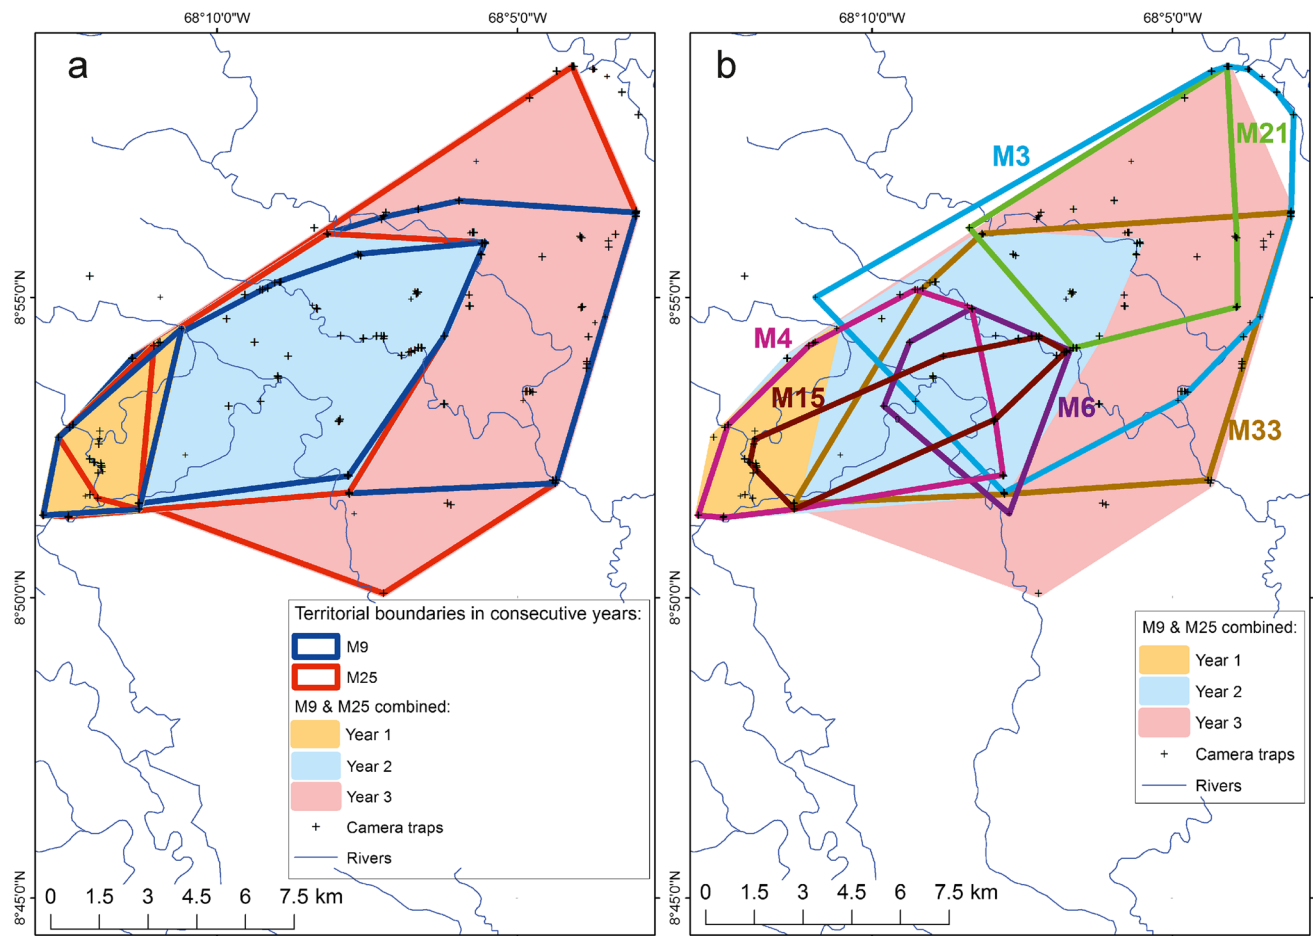 68°10'0"W 68°5'0"W 68°10'0"W 68°5'0"W
a b
M21
M3
8°55'0"N 8°55'0"N
M4
M15 M6
M33
8°50'0"N 8°50'0"N
Territorial boundaries in consecutive years:
M9
M25
M9 & M25 combined:
Year 1
Year 2
Year 3
Camera traps
Rivers
M9 & M25 combined:
Year 1
Year 2
Year 3
Camera traps
Rivers
8°45'0"N 8°45'0"N
0 1.5 3 4.5 6 7.5 km
0 1.5 3 4.5 6 7.5 km